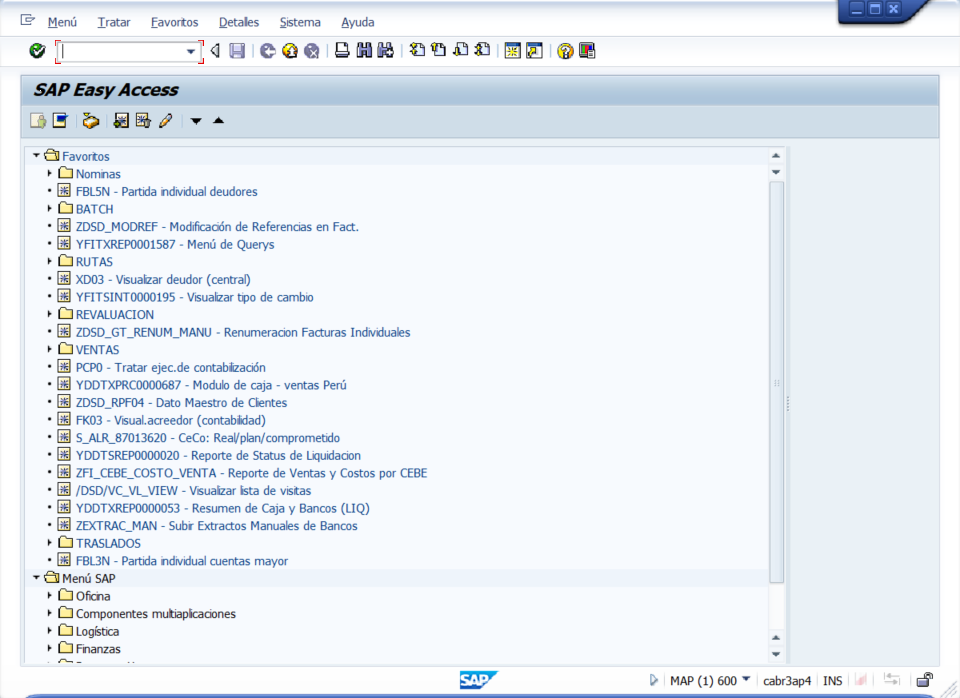 Menú Tratar Favoritos Detalles Sistema Ayuda
SAP Easy Access
Favoritos
Nominas
FBL5N - Partida individual deudores
BATCH
ZDSD_MODREF - Modificación de Referencias en Fact.
YFITXREP0001587 - Menú de Querys
RUTAS
XD03 - Visualizar deudor (central)
YFITSINT0000195 - Visualizar tipo de cambio
REVALUACION
ZDSD_GT_RENUM_MANU - Renumeracion Facturas Individuales
VENTAS
PCP0 - Tratar ejec.de contabilización
YDDTXPRC0000687 - Modulo de caja - ventas Perú
ZDSD_RPF04 - Dato Maestro de Clientes
FK03 - Visual.acreedor (contabilidad)
S_ALR_87013620 - CeCo: Real/plan/comprometido
YDDTSREP0000020 - Reporte de Status de Liquidacion
ZFI_CEBE_COSTO_VENTA - Reporte de Ventas y Costos por CEBE
/DSD/VC_VL_VIEW - Visualizar lista de visitas
YDDTXREP0000053 - Resumen de Caja y Bancos (LIQ)
ZEXTRAC_MAN - Subir Extractos Manuales de Bancos
TRASLADOS
FBL3N - Partida individual cuentas mayor
Menú SAP
Oficina
Componentes multiaplicaciones
Logística
Finanzas
SAP MAP (1) 600 cabr3ap4 INS